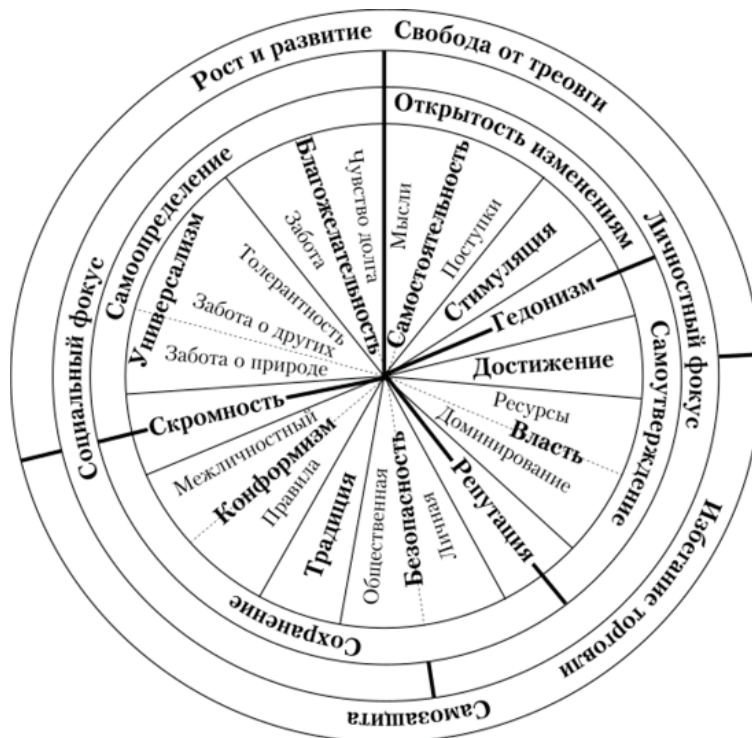 Рост и развитие
Свобода от треовги
Избегание торговли
Самозащита
Социальный фокус
Личностный фокус
Самоопределение
Открытость изменениям
Самоутверждение
Сохранение
Универсализм
Толерантность
Забота о других
Забота о природе
Благожелательность
Забота
Чувство долга
Самостоятельность
Мысли
Поступки
Стимуляция
Гедонизм
Достижение
Власть
Ресурсы
Доминирование
Репутация
Безопасность
Личная
Общественная
Традиция
Конформизм
Правила
Межличностный
Скромность